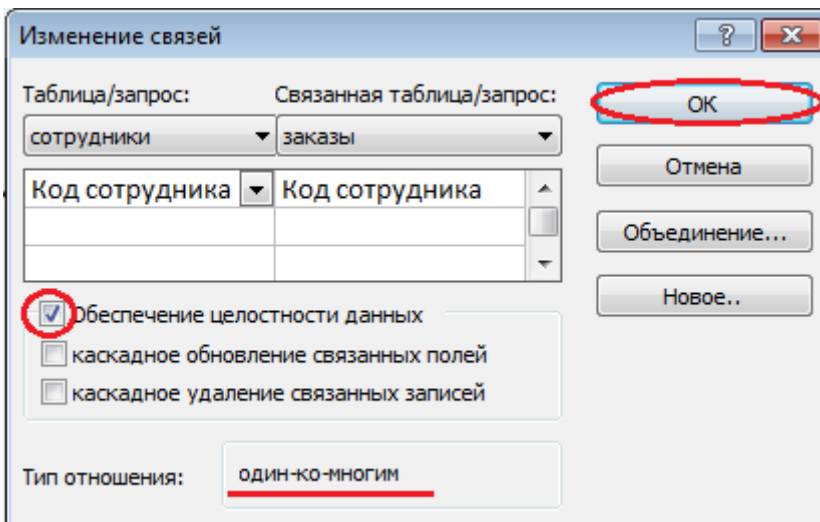 Изменение связей
Таблица/запрос: Связанная таблица/запрос:
сотрудники заказы
Код сотрудника Код сотрудника
Обеспечение целостности данных
каскадное обновление связанных полей
каскадное удаление связанных записей
Тип отношения: один-ко-многим
ОК
Отмена
Объединение...
Новое..